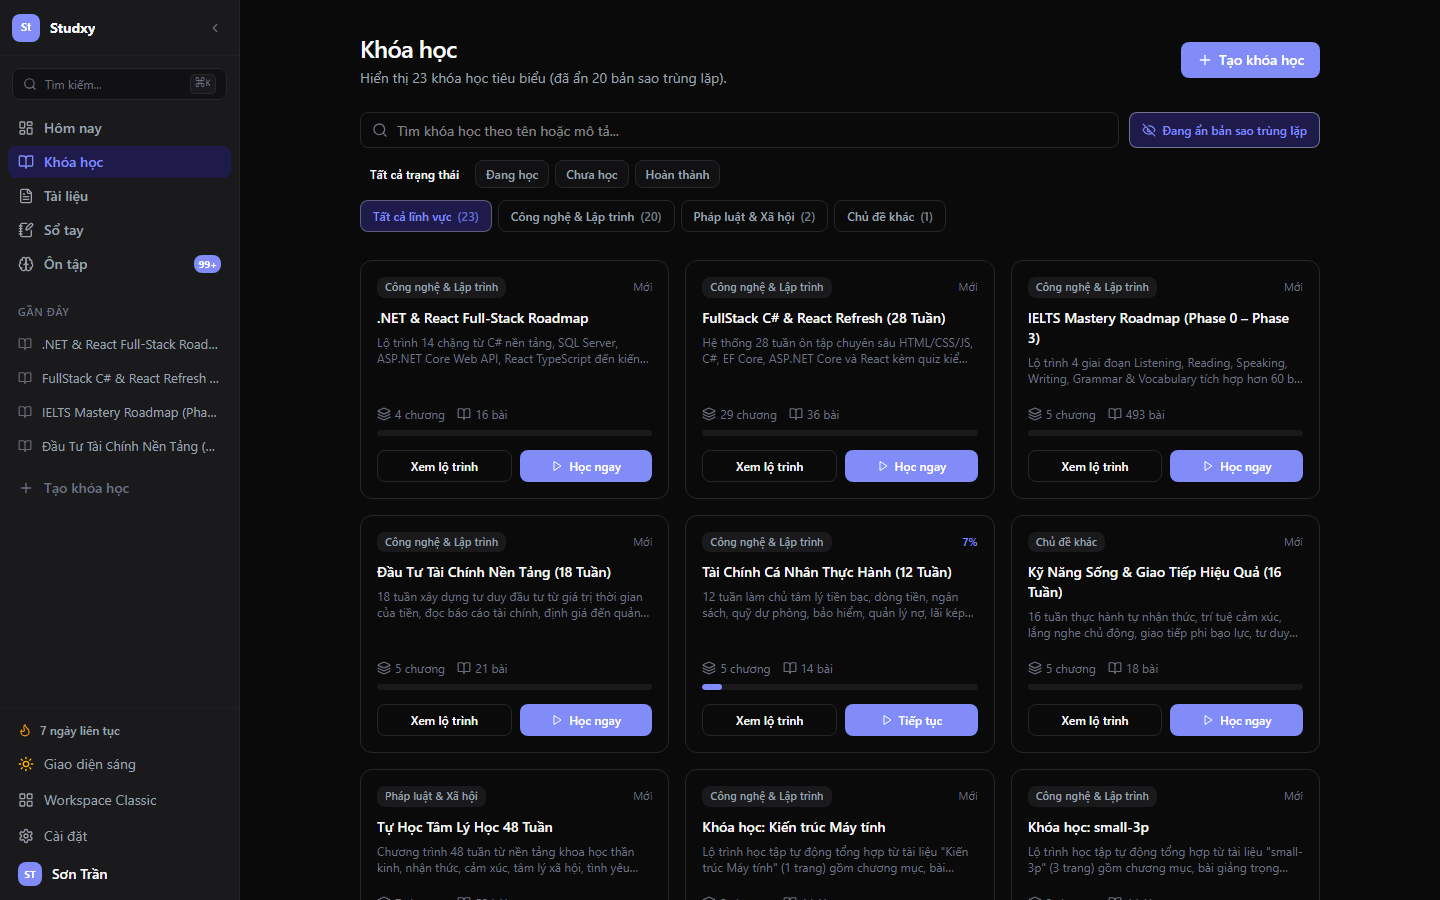 St
Studxy
Tìm kiếm...
⌘K
Hôm nay
Khóa học
Tài liệu
Sổ tay
Ôn tập
99+
GẦN ĐÂY
.NET & React Full-Stack Road...
FullStack C# & React Refresh ...
IELTS Mastery Roadmap (Pha...
Đầu Tư Tài Chính Nền Tảng (...
Tạo khóa học
7 ngày liên tục
Giao diện sáng
Workspace Classic
Cài đặt
ST
Sơn Trần
Khóa học
Hiển thị 23 khóa học tiêu biểu (đã ẩn 20 bản sao trùng lặp).
Tạo khóa học
Tìm khóa học theo tên hoặc mô tả...
Đang ẩn bản sao trùng lặp
Tất cả trạng thái
Đang học
Chưa học
Hoàn thành
Tất cả lĩnh vực (23)
Công nghệ & Lập trình (20)
Pháp luật & Xã hội (2)
Chủ đề khác (1)
Công nghệ & Lập trình
Mới
.NET & React Full-Stack Roadmap
Lộ trình 14 chặng từ C# nền tảng, SQL Server,
ASP.NET Core Web API, React TypeScript đến kiến...
4 chương
16 bài
Xem lộ trình
Học ngay
Công nghệ & Lập trình
Mới
FullStack C# & React Refresh (28 Tuần)
Hệ thống 28 tuần ôn tập chuyên sâu HTML/CSS/JS,
C#, EF Core, ASP.NET Core và React kèm quiz kiể...
29 chương
36 bài
Xem lộ trình
Học ngay
Công nghệ & Lập trình
Mới
IELTS Mastery Roadmap (Phase 0 – Phase
3)
Lộ trình 4 giai đoạn Listening, Reading, Speaking,
Writing, Grammar & Vocabulary tích hợp hơn 60 b...
5 chương
493 bài
Xem lộ trình
Học ngay
Công nghệ & Lập trình
Mới
Đầu Tư Tài Chính Nền Tảng (18 Tuần)
18 tuần xây dựng tư duy đầu tư từ giá trị thời gian
của tiền, đọc báo cáo tài chính, định giá đến quản...
5 chương
21 bài
Xem lộ trình
Học ngay
Công nghệ & Lập trình
7%
Tài Chính Cá Nhân Thực Hành (12 Tuần)
12 tuần làm chủ tâm lý tiền bạc, dòng tiền, ngân
sách, quỹ dự phòng, bảo hiểm, quản lý nợ, lãi kép...
5 chương
14 bài
Xem lộ trình
Tiếp tục
Chủ đề khác
Mới
Kỹ Năng Sống & Giao Tiếp Hiệu Quả (16
Tuần)
16 tuần thực hành tự nhận thức, trí tuệ cảm xúc,
lắng nghe chủ động, giao tiếp phi bạo lực, tư duy...
5 chương
18 bài
Xem lộ trình
Học ngay
Pháp luật & Xã hội
Mới
Tự Học Tâm Lý Học 48 Tuần
Chương trình 48 tuần từ nền tảng khoa học thần
kinh, nhận thức, cảm xúc, tâm lý xã hội, tình yêu...
Công nghệ & Lập trình
Mới
Khóa học: Kiến trúc Máy tính
Lộ trình học tập tự động tổng hợp từ tài liệu "Kiến
trúc Máy tính" (1 trang) gồm chương mục, bài...
Công nghệ & Lập trình
Mới
Khóa học: small-3p
Lộ trình học tập tự động tổng hợp từ tài liệu "small-
3p" (3 trang) gồm chương mục, bài giảng trọng...